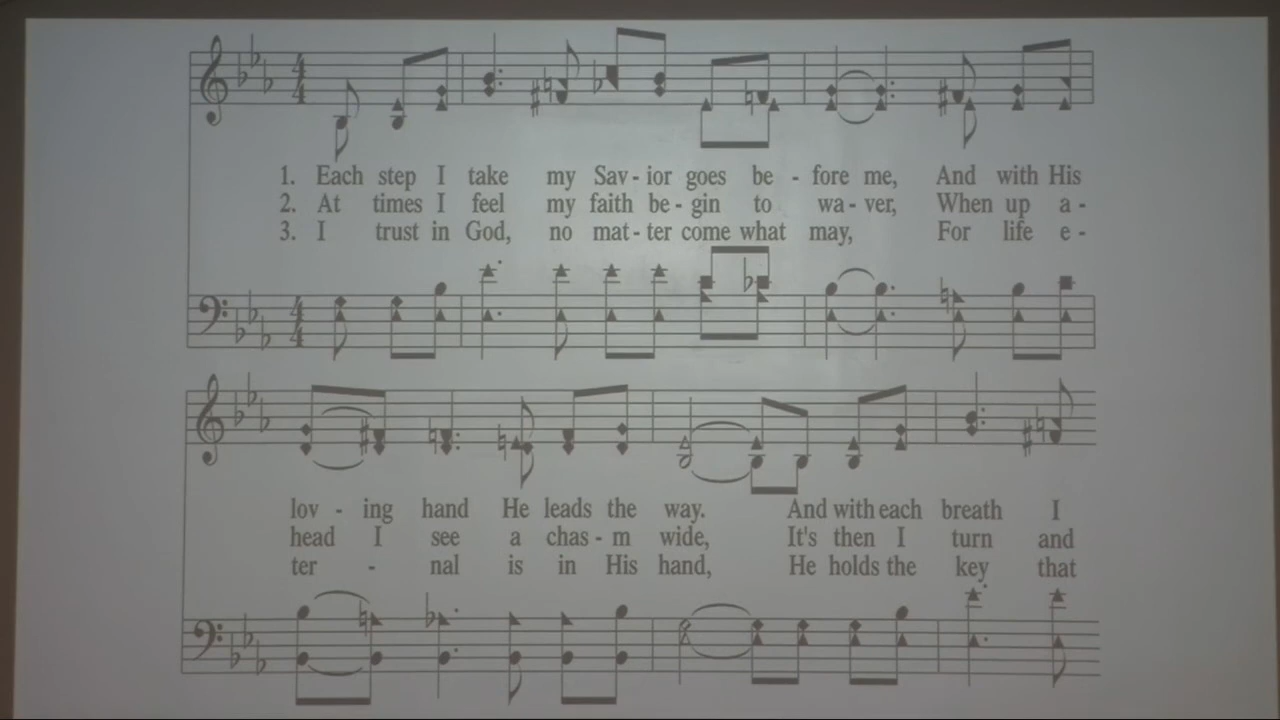 1. Each step I take my Sav - ior goes be - fore me, And with His
2. At times I feel my faith be - gin to wa - ver, When up a -
3. I trust in God, no mat - ter come what may, For life e -
lov - ing hand He leads the way. And with each breath I
head I see a chas - m wide, It's then I turn and
ter - nal is in His hand, He holds the key that